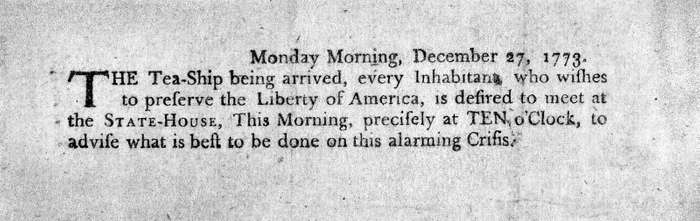 Monday Morning, December 27, 1773.
THE Tea-Ship being arrived, every Inhabitant, who wiſhes
to preſerve the Liberty of America, is deſired to meet at
the STATE-HOUSE, This Morning, preciſely at TEN o'Clock, to
adviſe what is beſt to be done on this alarming Criſis.